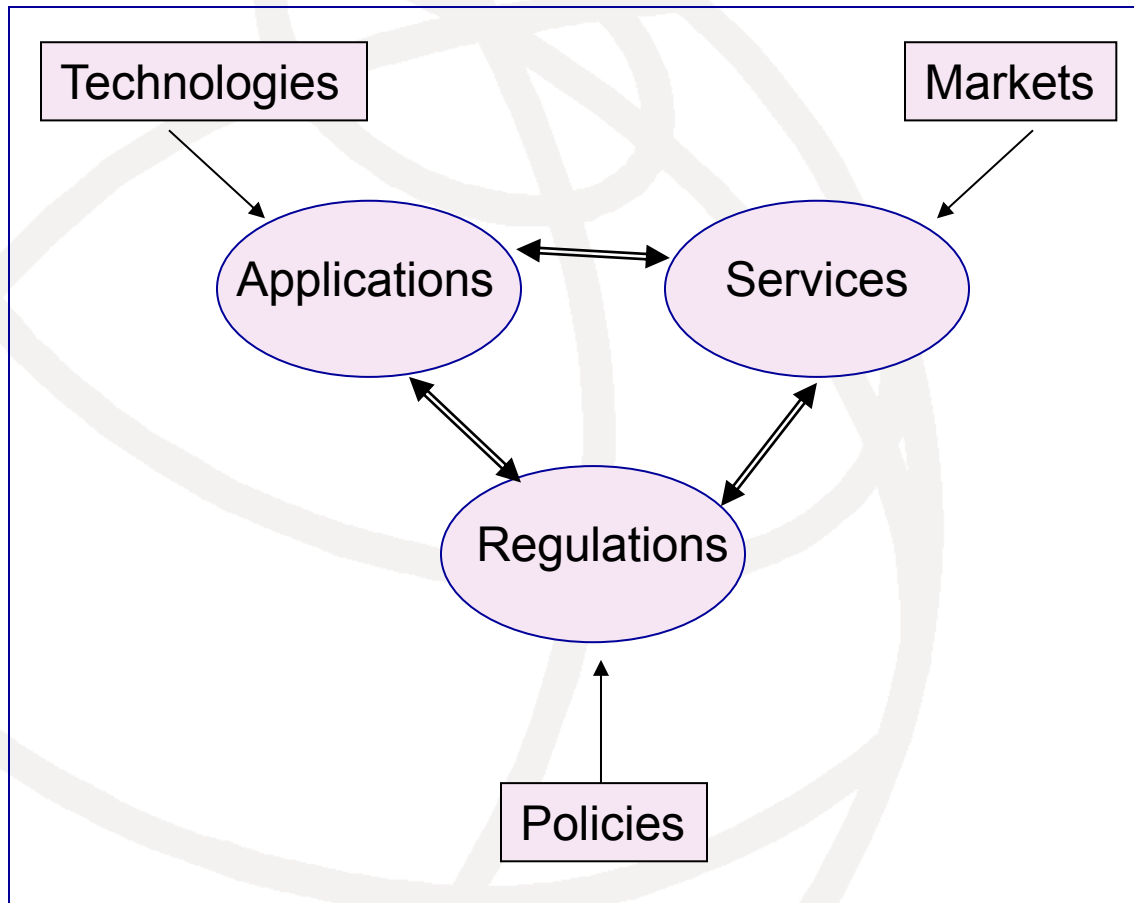 Technologies
Markets
Applications
Services
Regulations
Policies